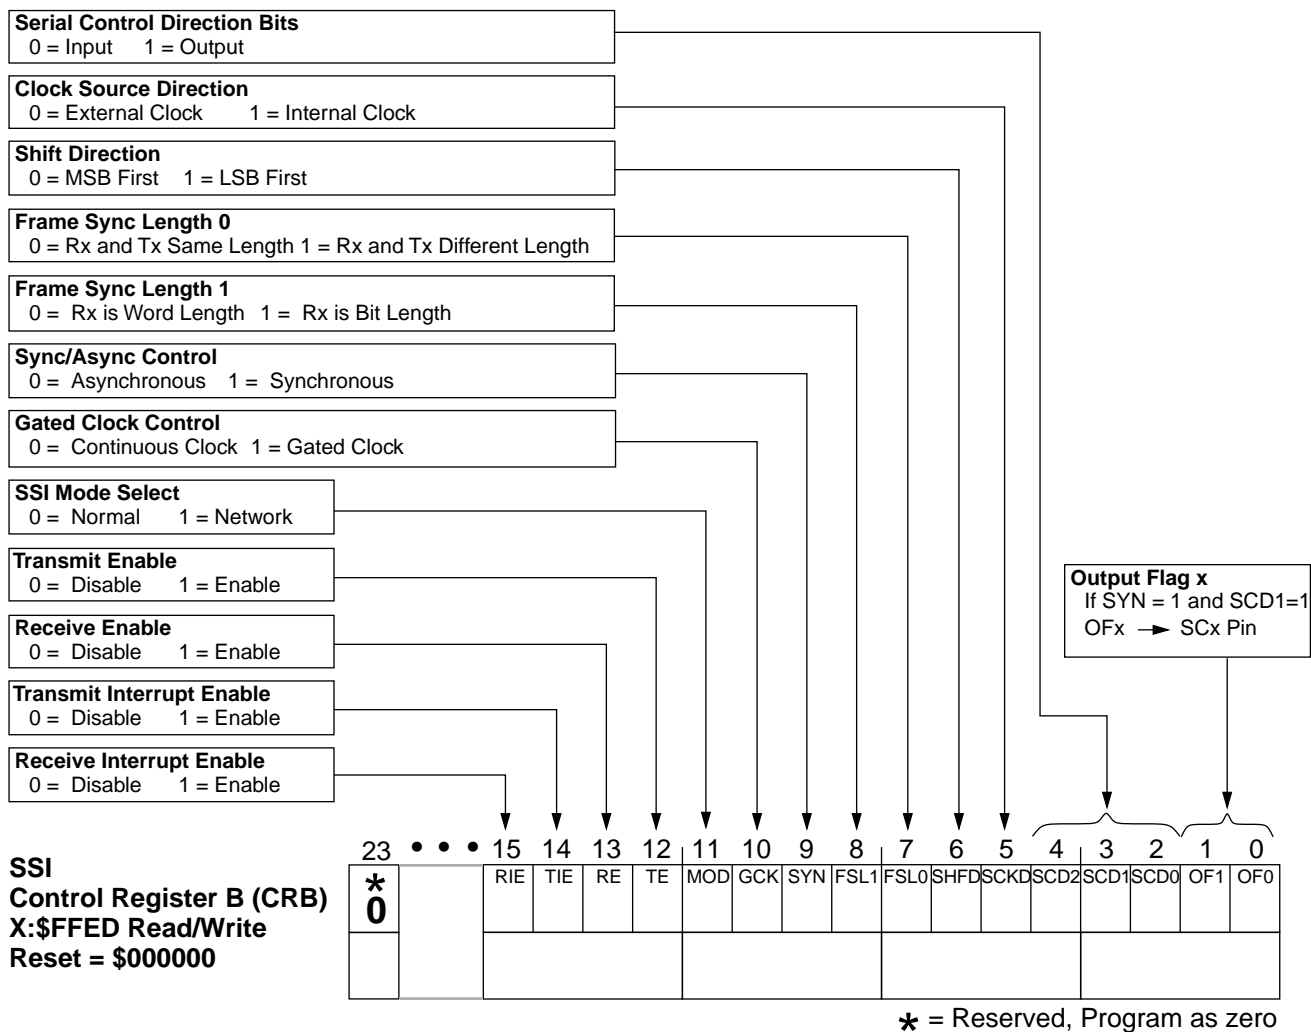 Serial Control Direction Bits
0 = Input 1 = Output
Clock Source Direction
0 = External Clock 1 = Internal Clock
Shift Direction
0 = MSB First 1 = LSB First
Frame Sync Length 0
0 = Rx and Tx Same Length 1 = Rx and Tx Different Length
Frame Sync Length 1
0 = Rx is Word Length 1 = Rx is Bit Length
Sync/Async Control
0 = Asynchronous 1 = Synchronous
Gated Clock Control
0 = Continuous Clock 1 = Gated Clock
SSI Mode Select
0 = Normal 1 = Network
Transmit Enable
0 = Disable 1 = Enable
Receive Enable
0 = Disable 1 = Enable
Transmit Interrupt Enable
0 = Disable 1 = Enable
Receive Interrupt Enable
0 = Disable 1 = Enable
Output Flag x
If SYN = 1 and SCD1=1
OFx → SCx Pin
23 • • • 15 14 13 12 11 10 9 8 7 6 5 4 3 2 1 0
* RIE TIE RE TE MOD GCK SYN FSL1 FSL0 SHFD SCKD SCD2 SCD1 SCD0 OF1 OF0
0
SSI
Control Register B (CRB)
X:$FFED Read/Write
Reset = $000000
* = Reserved, Program as zero